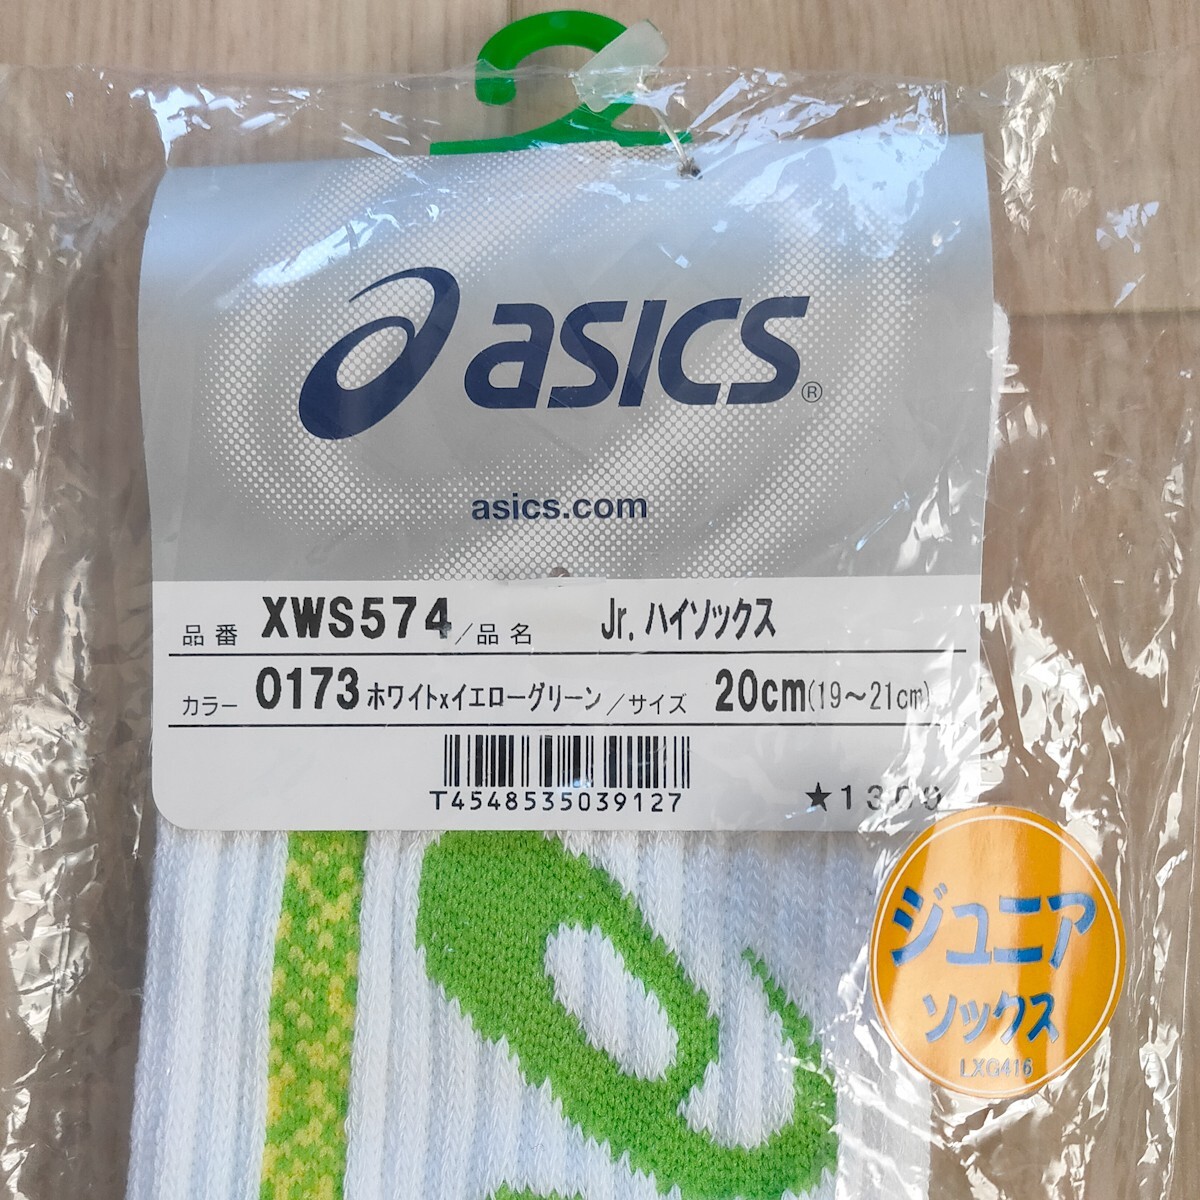 asics®
asics.com
品番 XWS574 /品名 Jr.ハイソックス
カラー 0173 ホワイトxイエローグリーン /サイズ 20cm(19～21cm)
T4548535039127
★1300
ジュニア
ソックス
LXG416